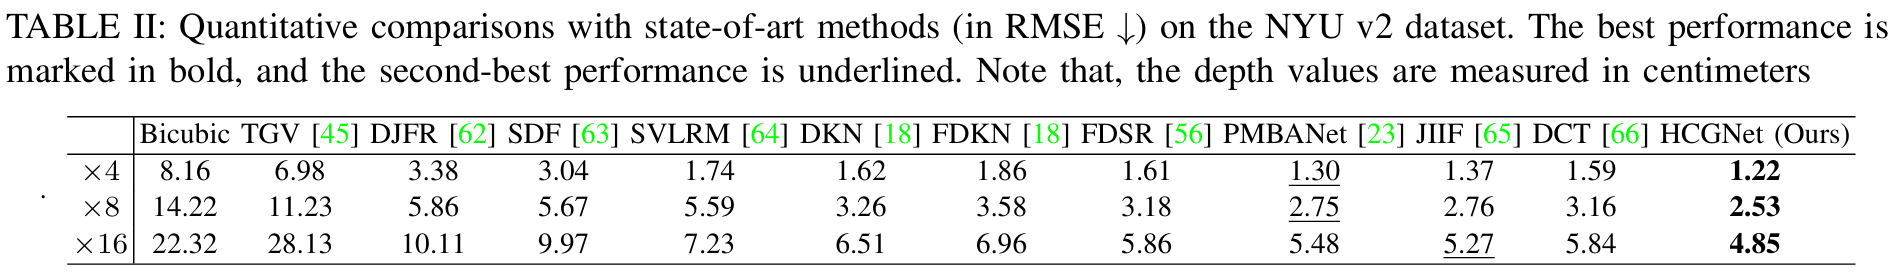 TABLE II: Quantitative comparisons with state-of-art methods (in RMSE ↓) on the NYU v2 dataset. The best performance is
marked in bold, and the second-best performance is underlined. Note that, the depth values are measured in centimeters
Bicubic TGV [45] DJFR [62] SDF [63] SVLRM [64] DKN [18] FDKN [18] FDSR [56] PMBANet [23] JIIF [65] DCT [66] HCGNet (Ours)
×4 8.16 6.98 3.38 3.04 1.74 1.62 1.86 1.61 1.30 1.37 1.59 1.22
. ×8 14.22 11.23 5.86 5.67 5.59 3.26 3.58 3.18 2.75 2.76 3.16 2.53
×16 22.32 28.13 10.11 9.97 7.23 6.51 6.96 5.86 5.48 5.27 5.84 4.85